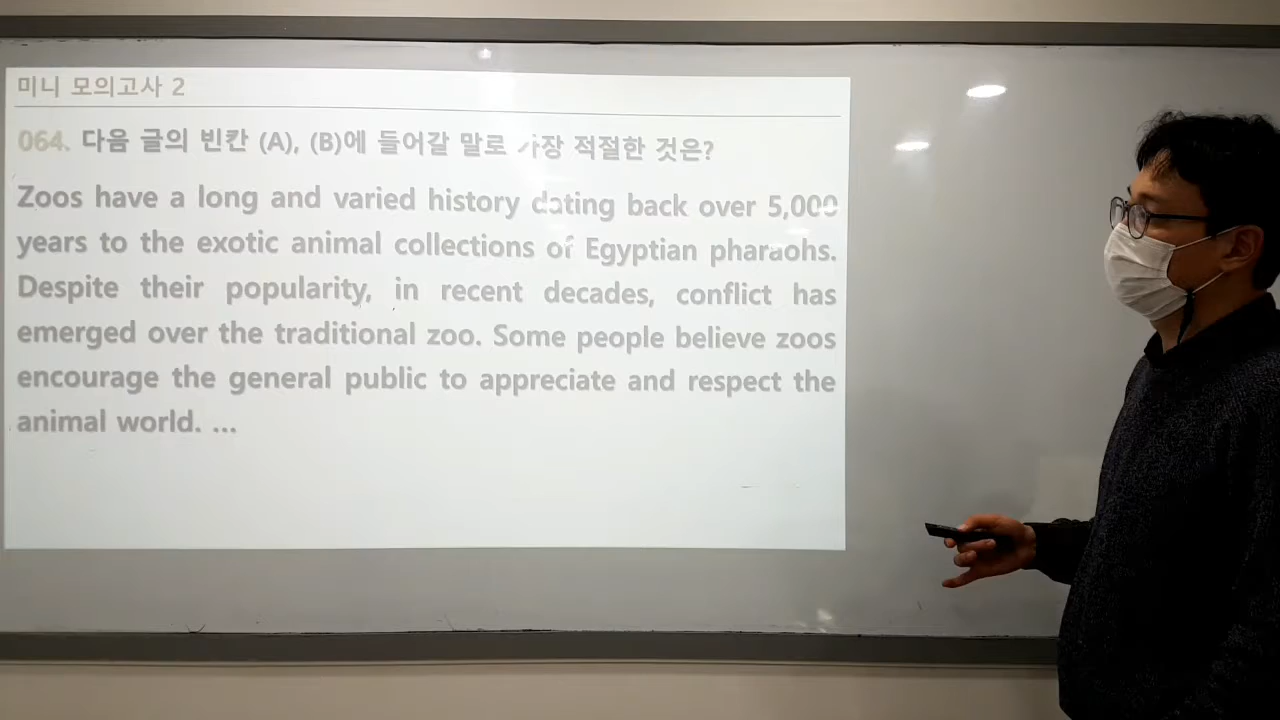 미니 모의고사 2
064. 다음 글의 빈칸 (A), (B)에 들어갈 말로 가장 적절한 것은?
Zoos have a long and varied history dating back over 5,000
years to the exotic animal collections of Egyptian pharaohs.
Despite their popularity, in recent decades, conflict has
emerged over the traditional zoo. Some people believe zoos
encourage the general public to appreciate and respect the
animal world. ...